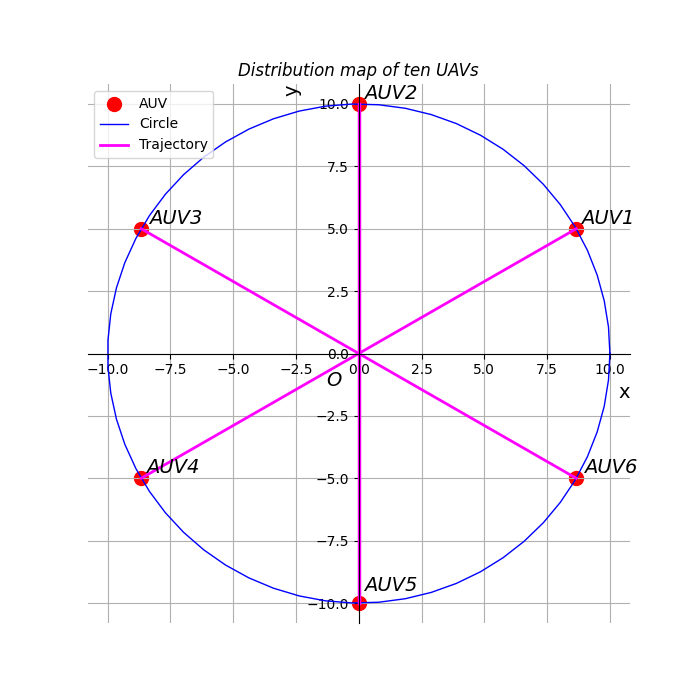 Distribution map of ten UAVs
y
AUV
Circle
Trajectory
AUV2
AUV3
AUV1
O
x
AUV4
AUV6
AUV5
10.0
7.5
5.0
2.5
0.0
−2.5
−5.0
−7.5
−10.0
−10.0 −7.5 −5.0 −2.5 0.0 2.5 5.0 7.5 10.0